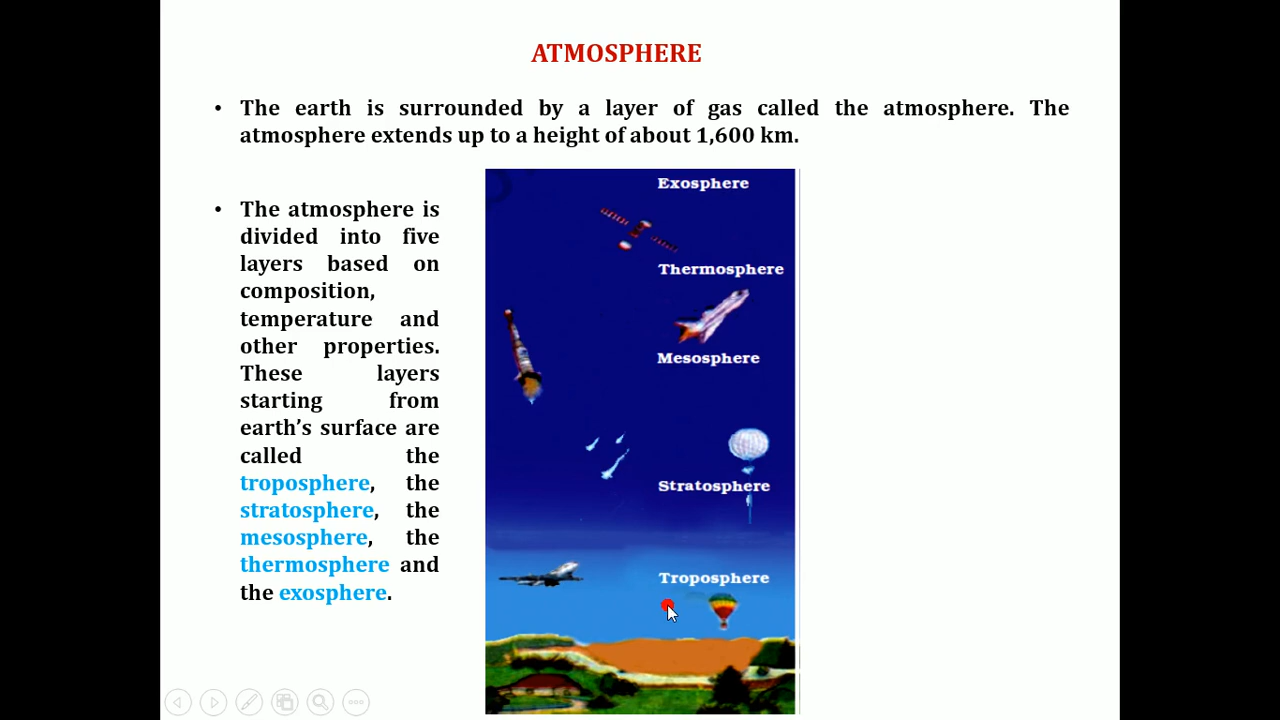 ATMOSPHERE
• The earth is surrounded by a layer of gas called the atmosphere. The
atmosphere extends up to a height of about 1,600 km.
• The atmosphere is
divided into five
layers based on
composition,
temperature and
other properties.
These layers
starting from
earth’s surface are
called the
troposphere, the
stratosphere, the
mesosphere, the
thermosphere and
the exosphere.
Exosphere
Thermosphere
Mesosphere
Stratosphere
Troposphere